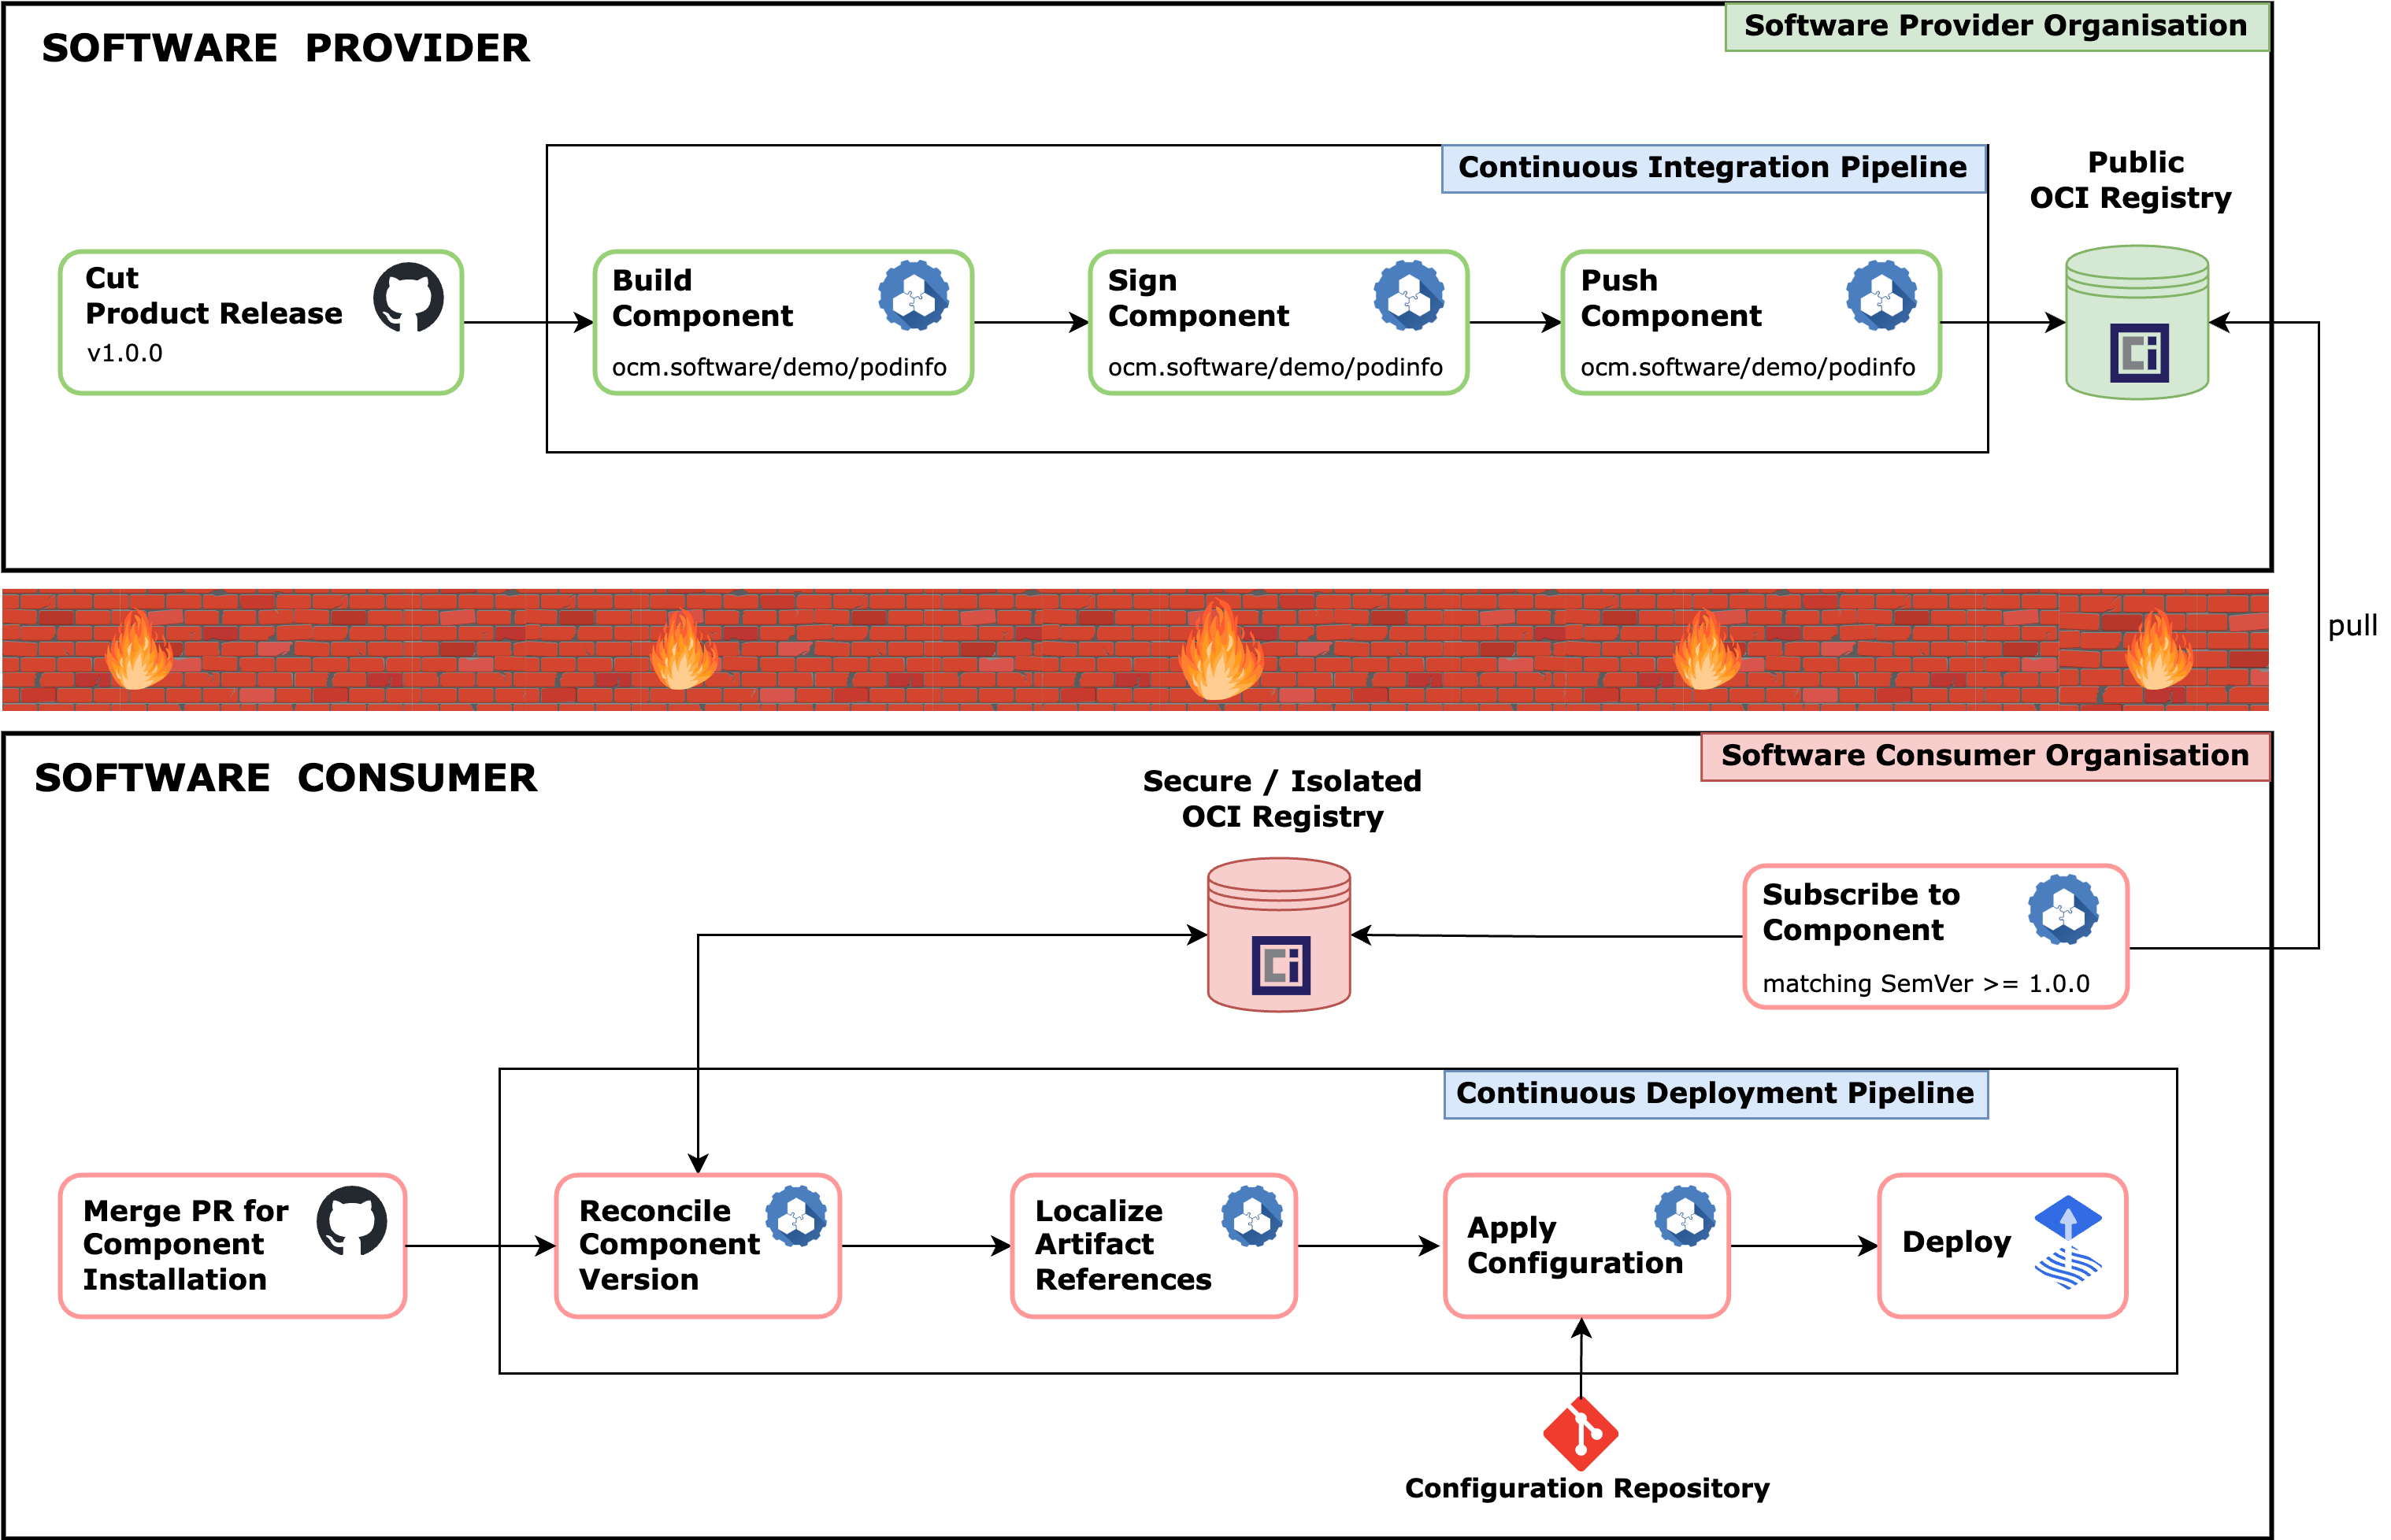 SOFTWARE PROVIDER
Software Provider Organisation
Continuous Integration Pipeline
Public
OCI Registry
Cut
Product Release
v1.0.0
Build
Component
ocm.software/demo/podinfo
Sign
Component
ocm.software/demo/podinfo
Push
Component
ocm.software/demo/podinfo
Ci
pull
SOFTWARE CONSUMER
Software Consumer Organisation
Secure / Isolated
OCI Registry
Ci
Subscribe to
Component
matching SemVer >= 1.0.0
Continuous Deployment Pipeline
Merge PR for
Component
Installation
Reconcile
Component
Version
Localize
Artifact
References
Apply
Configuration
Deploy
Configuration Repository